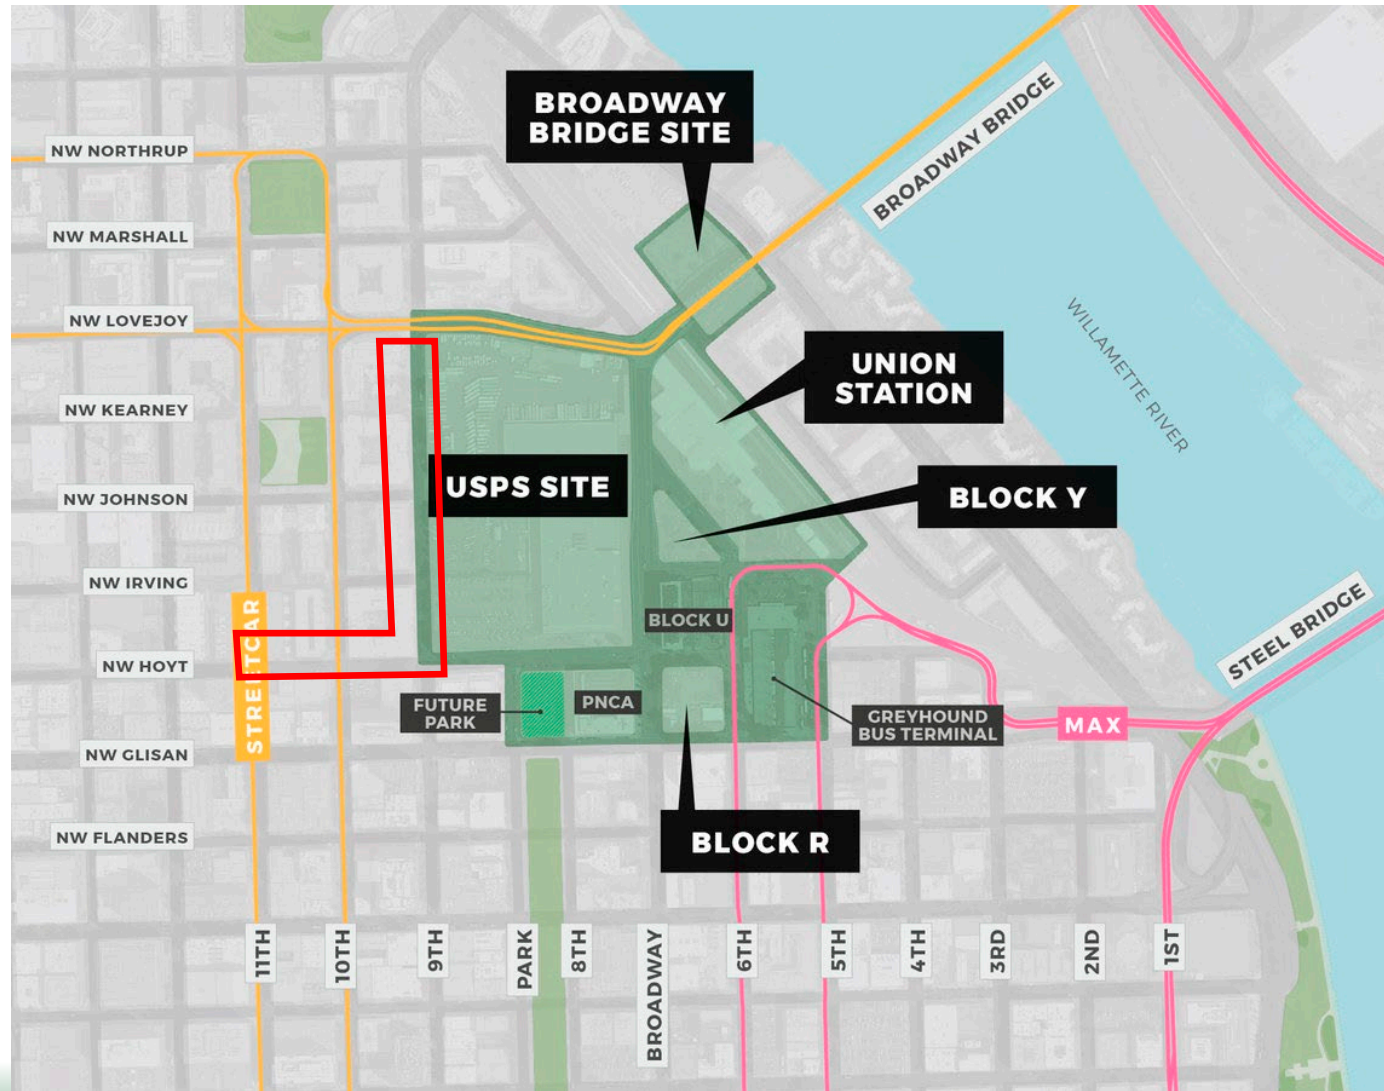 BROADWAY
BRIDGE SITE
NW NORTHRUP
BROADWAY BRIDGE
NW MARSHALL
NW LOVEJOY
WILLAMETTE RIVER
UNION
STATION
NW KEARNEY
USPS SITE
BLOCK Y
NW JOHNSON
NW IRVING
STREETCAR
BLOCK U
STEEL BRIDGE
NW HOYT
FUTURE
PARK
PNCA
GREYHOUND
BUS TERMINAL
MAX
NW GLISAN
NW FLANDERS
BLOCK R
11TH
10TH
9TH
PARK
8TH
BROADWAY
6TH
5TH
4TH
3RD
2ND
1ST